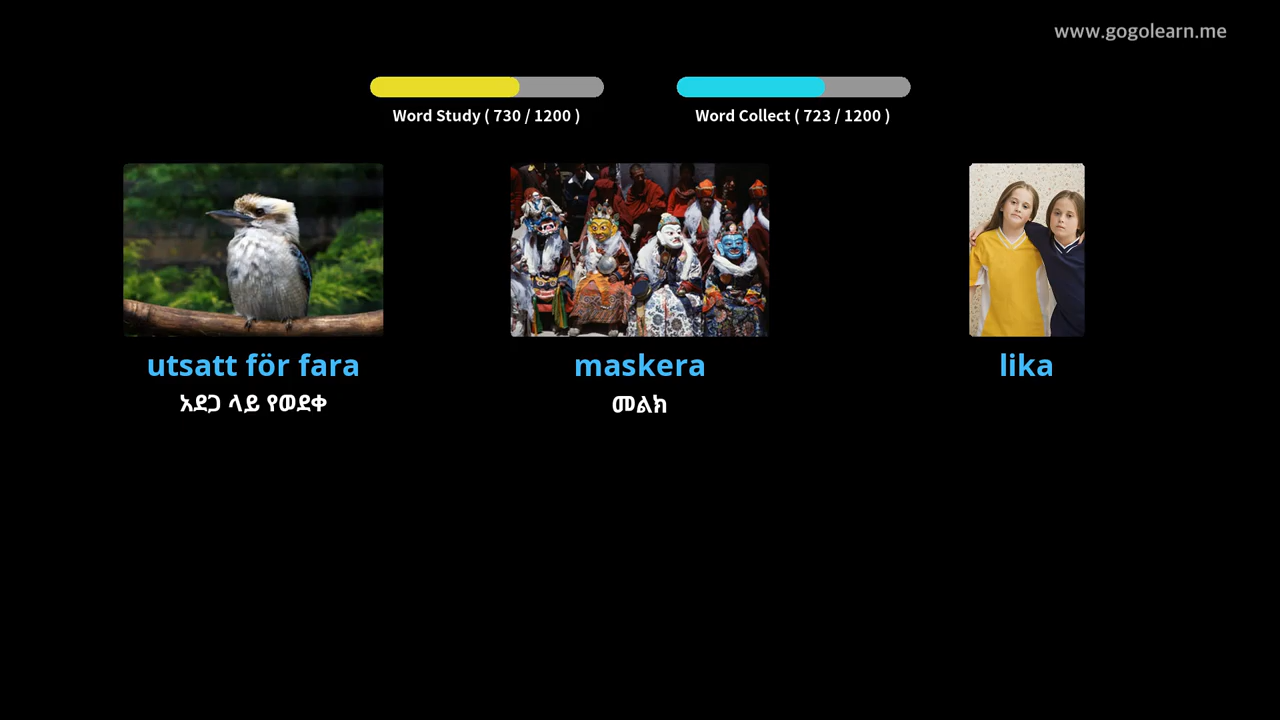 www.gogolearn.me
Word Study ( 730 / 1200 )
Word Collect ( 723 / 1200 )
utsatt för fara
አደጋ ላይ የወደቀ
maskera
መልክ
lika